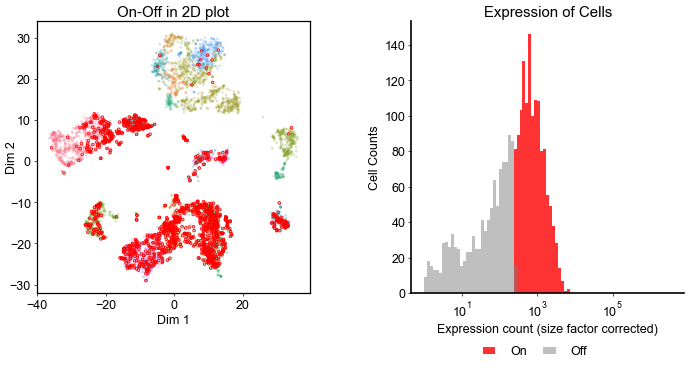 On-Off in 2D plot
30
20
10
0
−10
−20
−30
Dim 2
−40
−20
0
20
Dim 1
Expression of Cells
140
120
100
80
60
40
20
0
Cell Counts
10^1
10^3
10^5
Expression count (size factor corrected)
On
Off